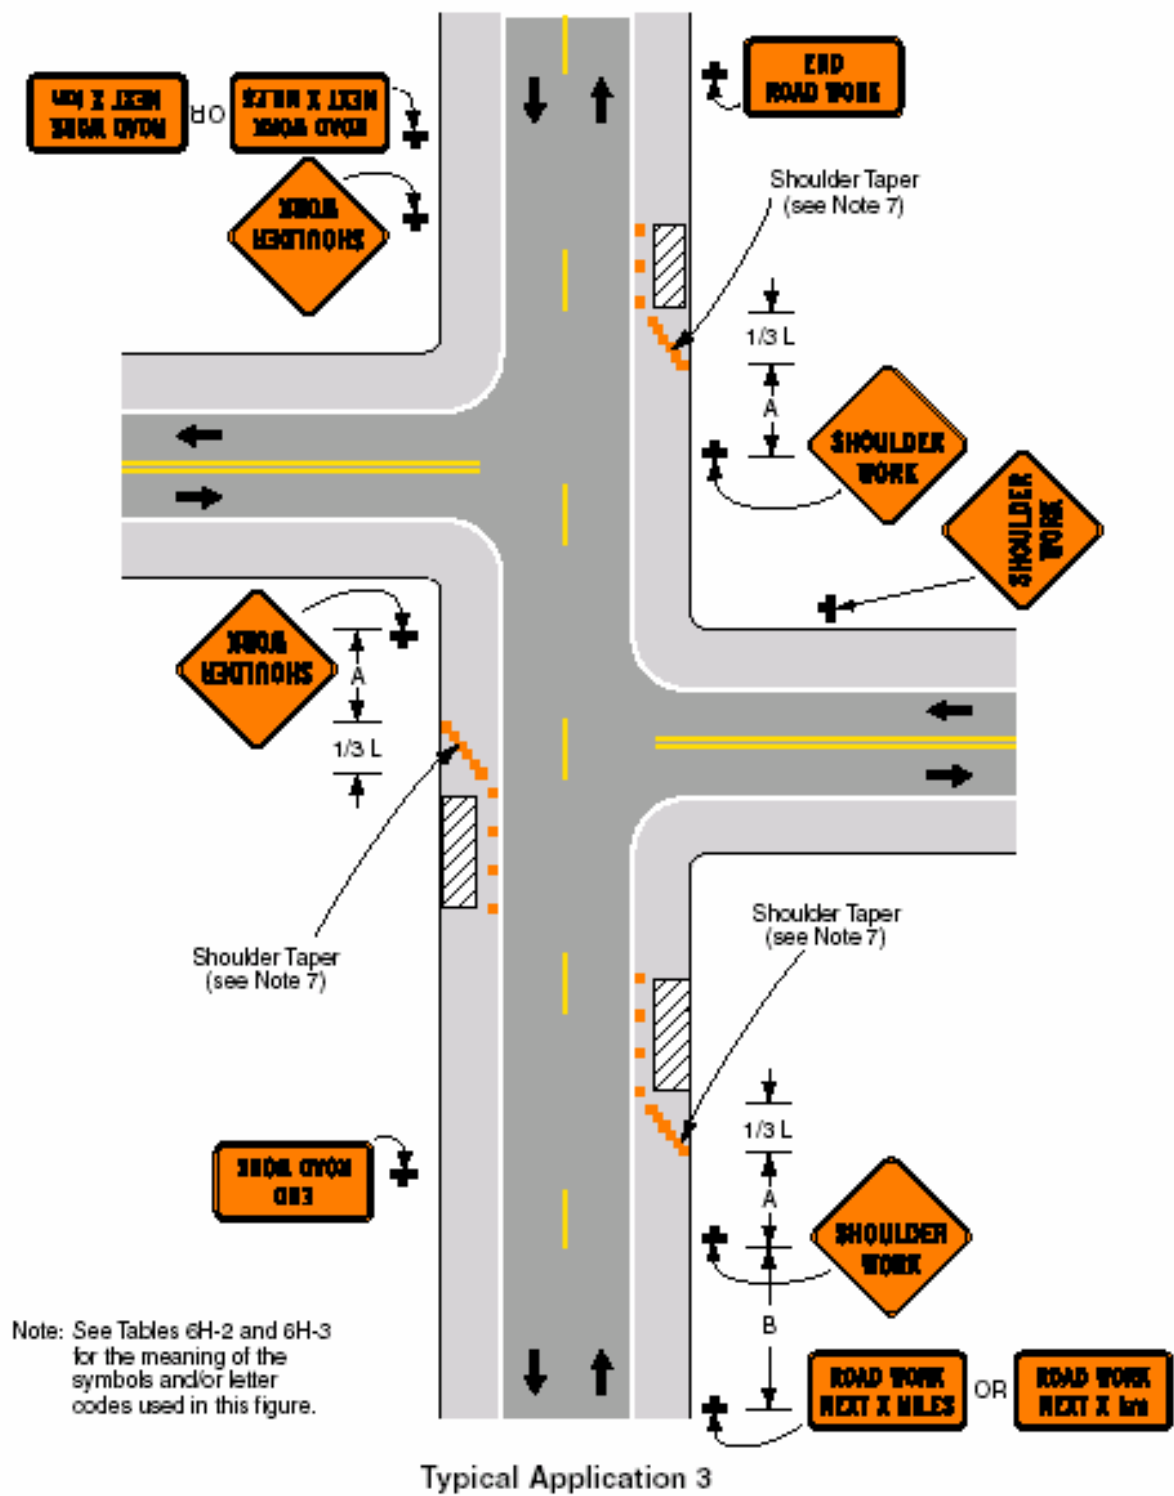 END
ROAD WORK
ROAD WORK
NEXT X km
OR
ROAD WORK
NEXT X MILES
SHOULDER
WORK
Shoulder Taper
(see Note 7)
1/3 L
A
SHOULDER
WORK
SHOULDER
WORK
SHOULDER
WORK
A
1/3 L
Shoulder Taper
(see Note 7)
Shoulder Taper
(see Note 7)
1/3 L
A
END
ROAD WORK
SHOULDER
WORK
B
Note: See Tables 6H-2 and 6H-3
for the meaning of the
symbols and/or letter
codes used in this figure.
ROAD WORK
NEXT X MILES
OR
ROAD WORK
NEXT X km
Typical Application 3